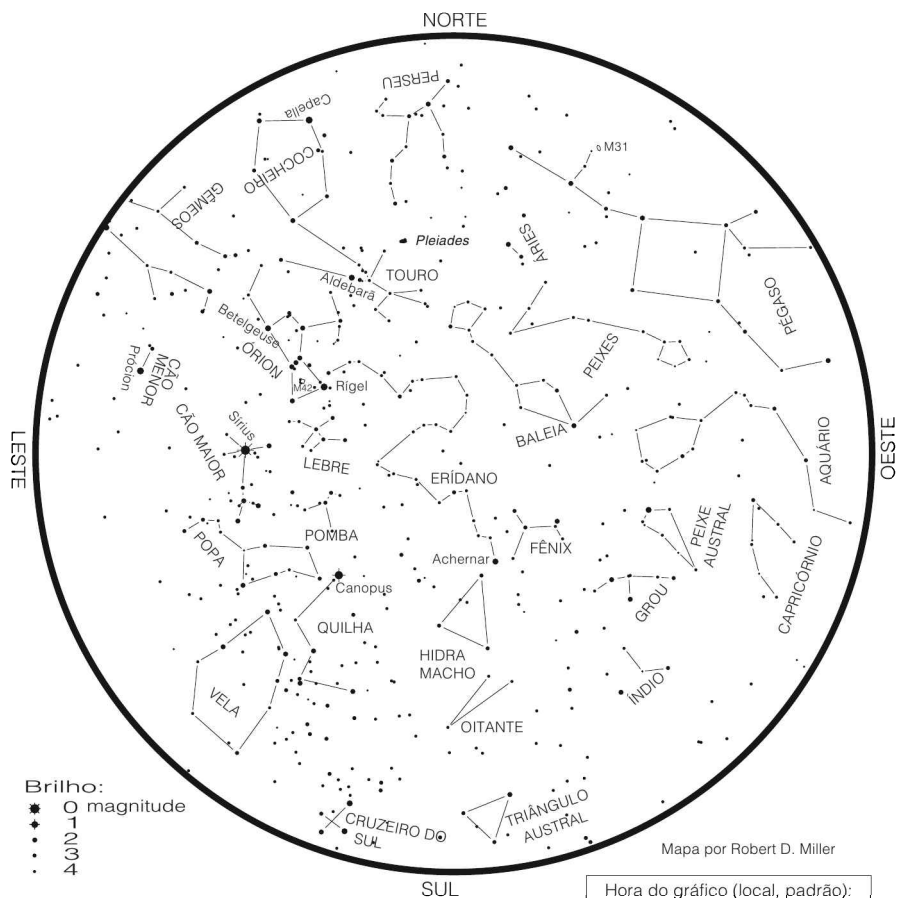 NORTE
PERSEU
Capella
COCHEIRO
M31
GÊMEOS
Pleiades
ÁRIES
TOURO
Aldebarã
PÉGASO
Betelgeuse
ÓRION
PEIXES
Prócion
CÃO
MENOR
M42
Rígel
CÃO MAIOR
Sírius
LEBRE
BALEIA
ERÍDANO
AQUÁRIO
LESTE
OESTE
POPA
POMBA
Achernar
FÊNIX
PEIXE
AUSTRAL
CAPRICÓRNIO
Canopus
GROU
QUILHA
HIDRA
MACHO
VELA
ÍNDIO
OITANTE
Brilho:
0 magnitude
1
2
3
4
CRUZEIRO DO
SUL
TRIÂNGULO
AUSTRAL
Mapa por Robert D. Miller
SUL
Hora do gráfico (local, padrão):